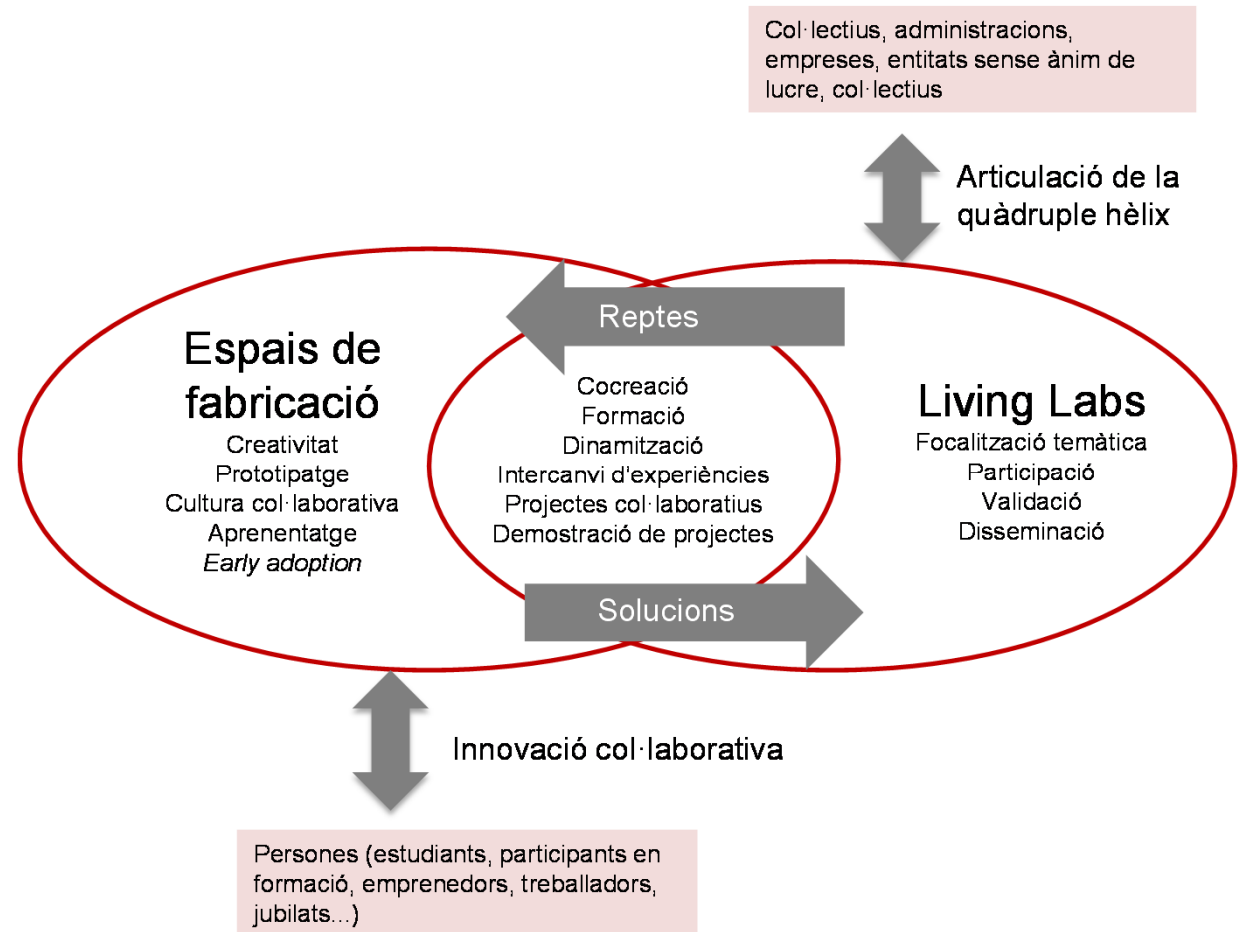 Col·lectius, administracions,
empreses, entitats sense ànim de
lucre, col·lectius
Articulació de la
quàdruple hèlix
Reptes
Espais de
fabricació
Creativitat
Prototipatge
Cultura col·laborativa
Aprenentatge
Early adoption
Cocreació
Formació
Dinamització
Intercanvi d'experiències
Projectes col·laboratius
Demostració de projectes
Living Labs
Focalització temàtica
Participació
Validació
Disseminació
Solucions
Innovació col·laborativa
Persones (estudiants, participants en
formació, emprenedors, treballadors,
jubilats...)